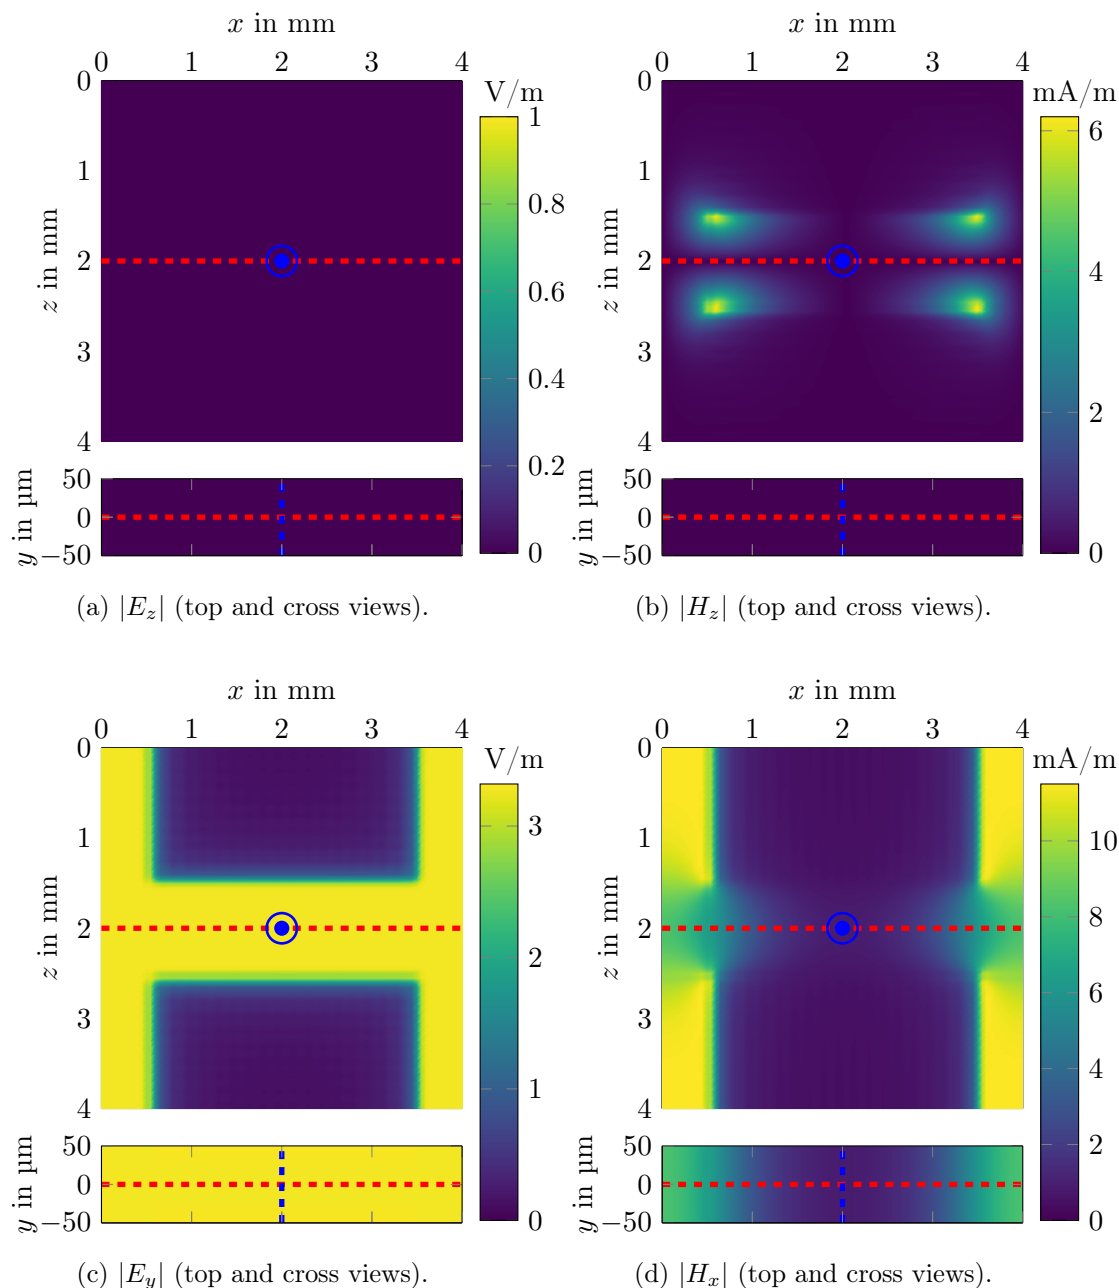 x in mm
0 1 2 3 4
0
1
2
3
4
z in mm
V/m
1
0.8
0.6
0.4
0.2
0
50
0
−50
y in µm
(a) |E_z| (top and cross views).
x in mm
0 1 2 3 4
0
1
2
3
4
z in mm
mA/m
6
4
2
0
50
0
−50
y in µm
(b) |H_z| (top and cross views).
x in mm
0 1 2 3 4
0
1
2
3
4
z in mm
V/m
3
2
1
0
50
0
−50
y in µm
(c) |E_y| (top and cross views).
x in mm
0 1 2 3 4
0
1
2
3
4
z in mm
mA/m
10
8
6
4
2
0
50
0
−50
y in µm
(d) |H_x| (top and cross views).